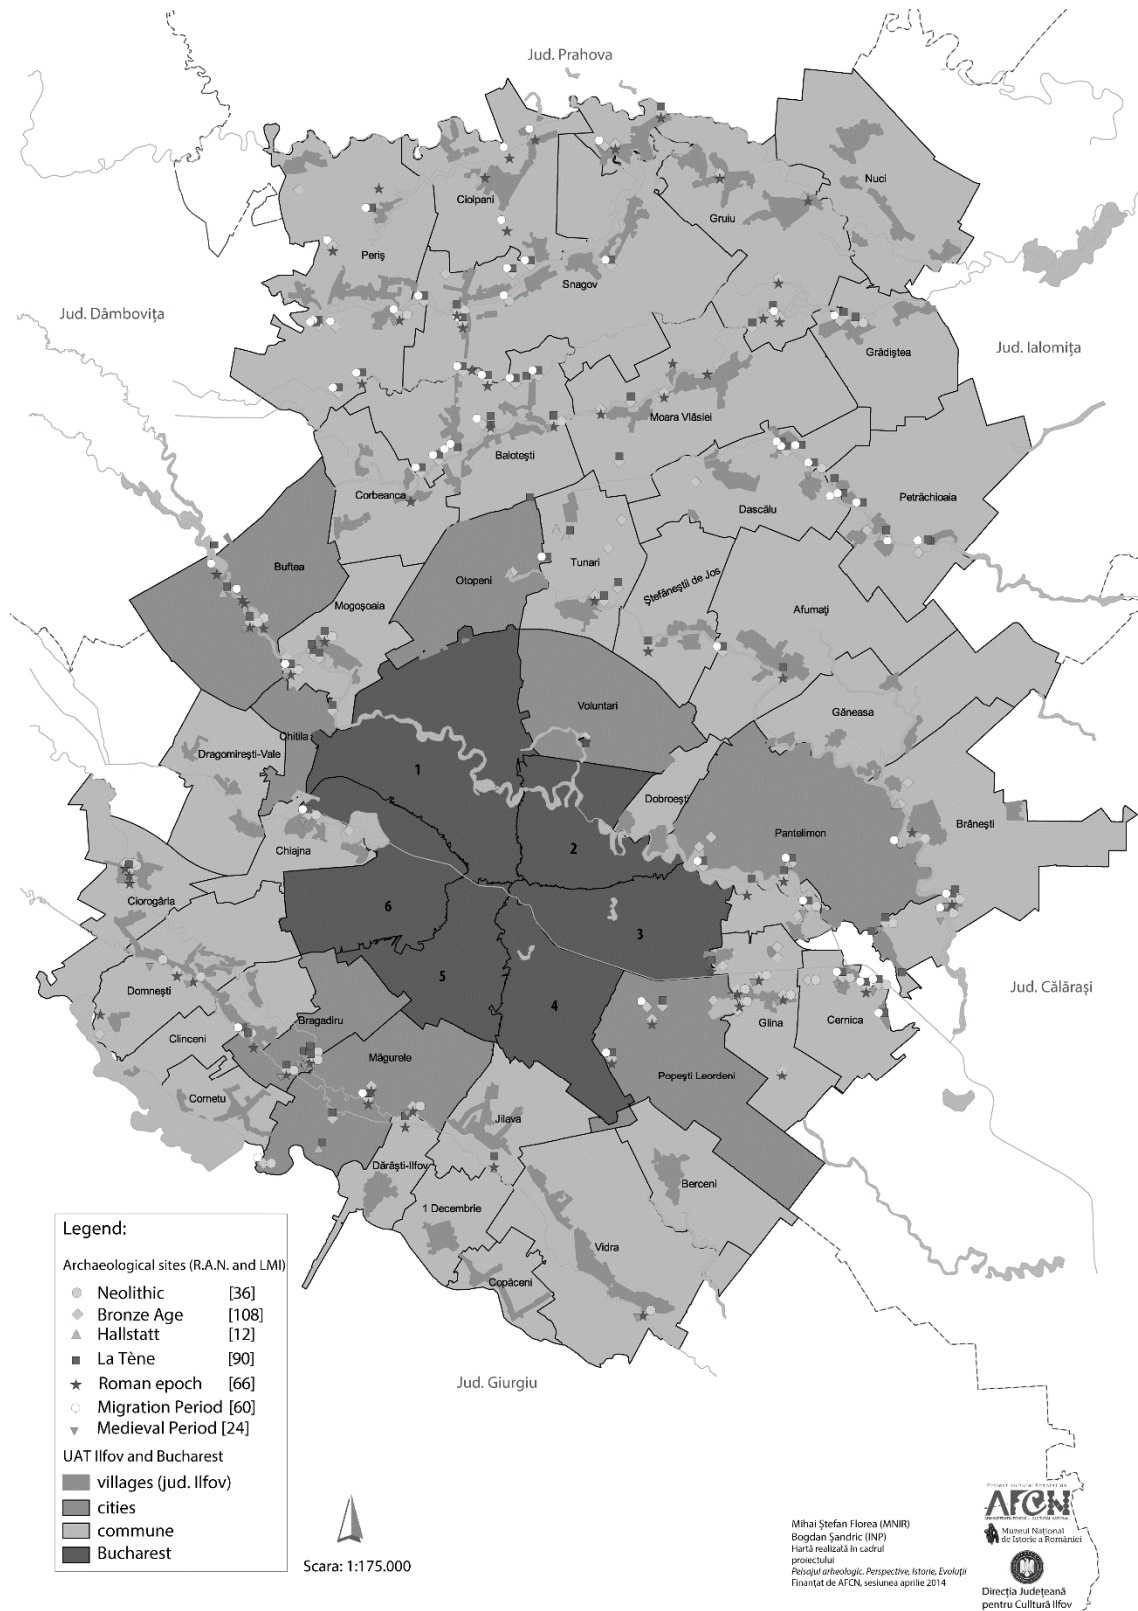 Jud. Prahova
Nuci
Ciolpani
Gruiu
Periş
Snagov
Jud. Dâmboviţa
Jud. Ialomiţa
Grădiştea
Moara Vlăsiei
Baloteşti
Corbeanca
Petrăchioaia
Dascălu
Buftea
Otopeni
Tunari
Ştefăneştii de Jos
Mogoşoaia
Afumaţi
Voluntari
Găneasa
Chitila
Dragomireşti-Vale
1
Dobroeşti
Brăneşti
Pantelimon
Chiajna
2
Ciorogârla
6
3
5
Jud. Călăraşi
Domneşti
4
Bragadiru
Glina
Cernica
Clinceni
Măgurele
Popeşti Leordeni
Cornetu
Jilava
Dărăşti-Ilfov
Berceni
1 Decembrie
Vidra
Copăceni
Jud. Giurgiu
Legend:
Archaeological sites (R.A.N. and LMI)
Neolithic [36]
Bronze Age [108]
Hallstatt [12]
La Tène [90]
Roman epoch [66]
Migration Period [60]
Medieval Period [24]
UAT Ilfov and Bucharest
villages (jud. Ilfov)
cities
commune
Bucharest
Scara: 1:175.000
Mihai Ştefan Florea (MNIR)
Bogdan Şandric (INP)
Hartă realizată în cadrul
proiectului
Peisajul arheologic. Perspective, Istorie, Evoluţii
Finanţat de AFCN, sesiunea aprilie 2014
Proiect cultural finanţat de
AFCN
Muzeul Naţional
de Istorie a României
Direcţia Judeţeană
pentru Culltură Ilfov